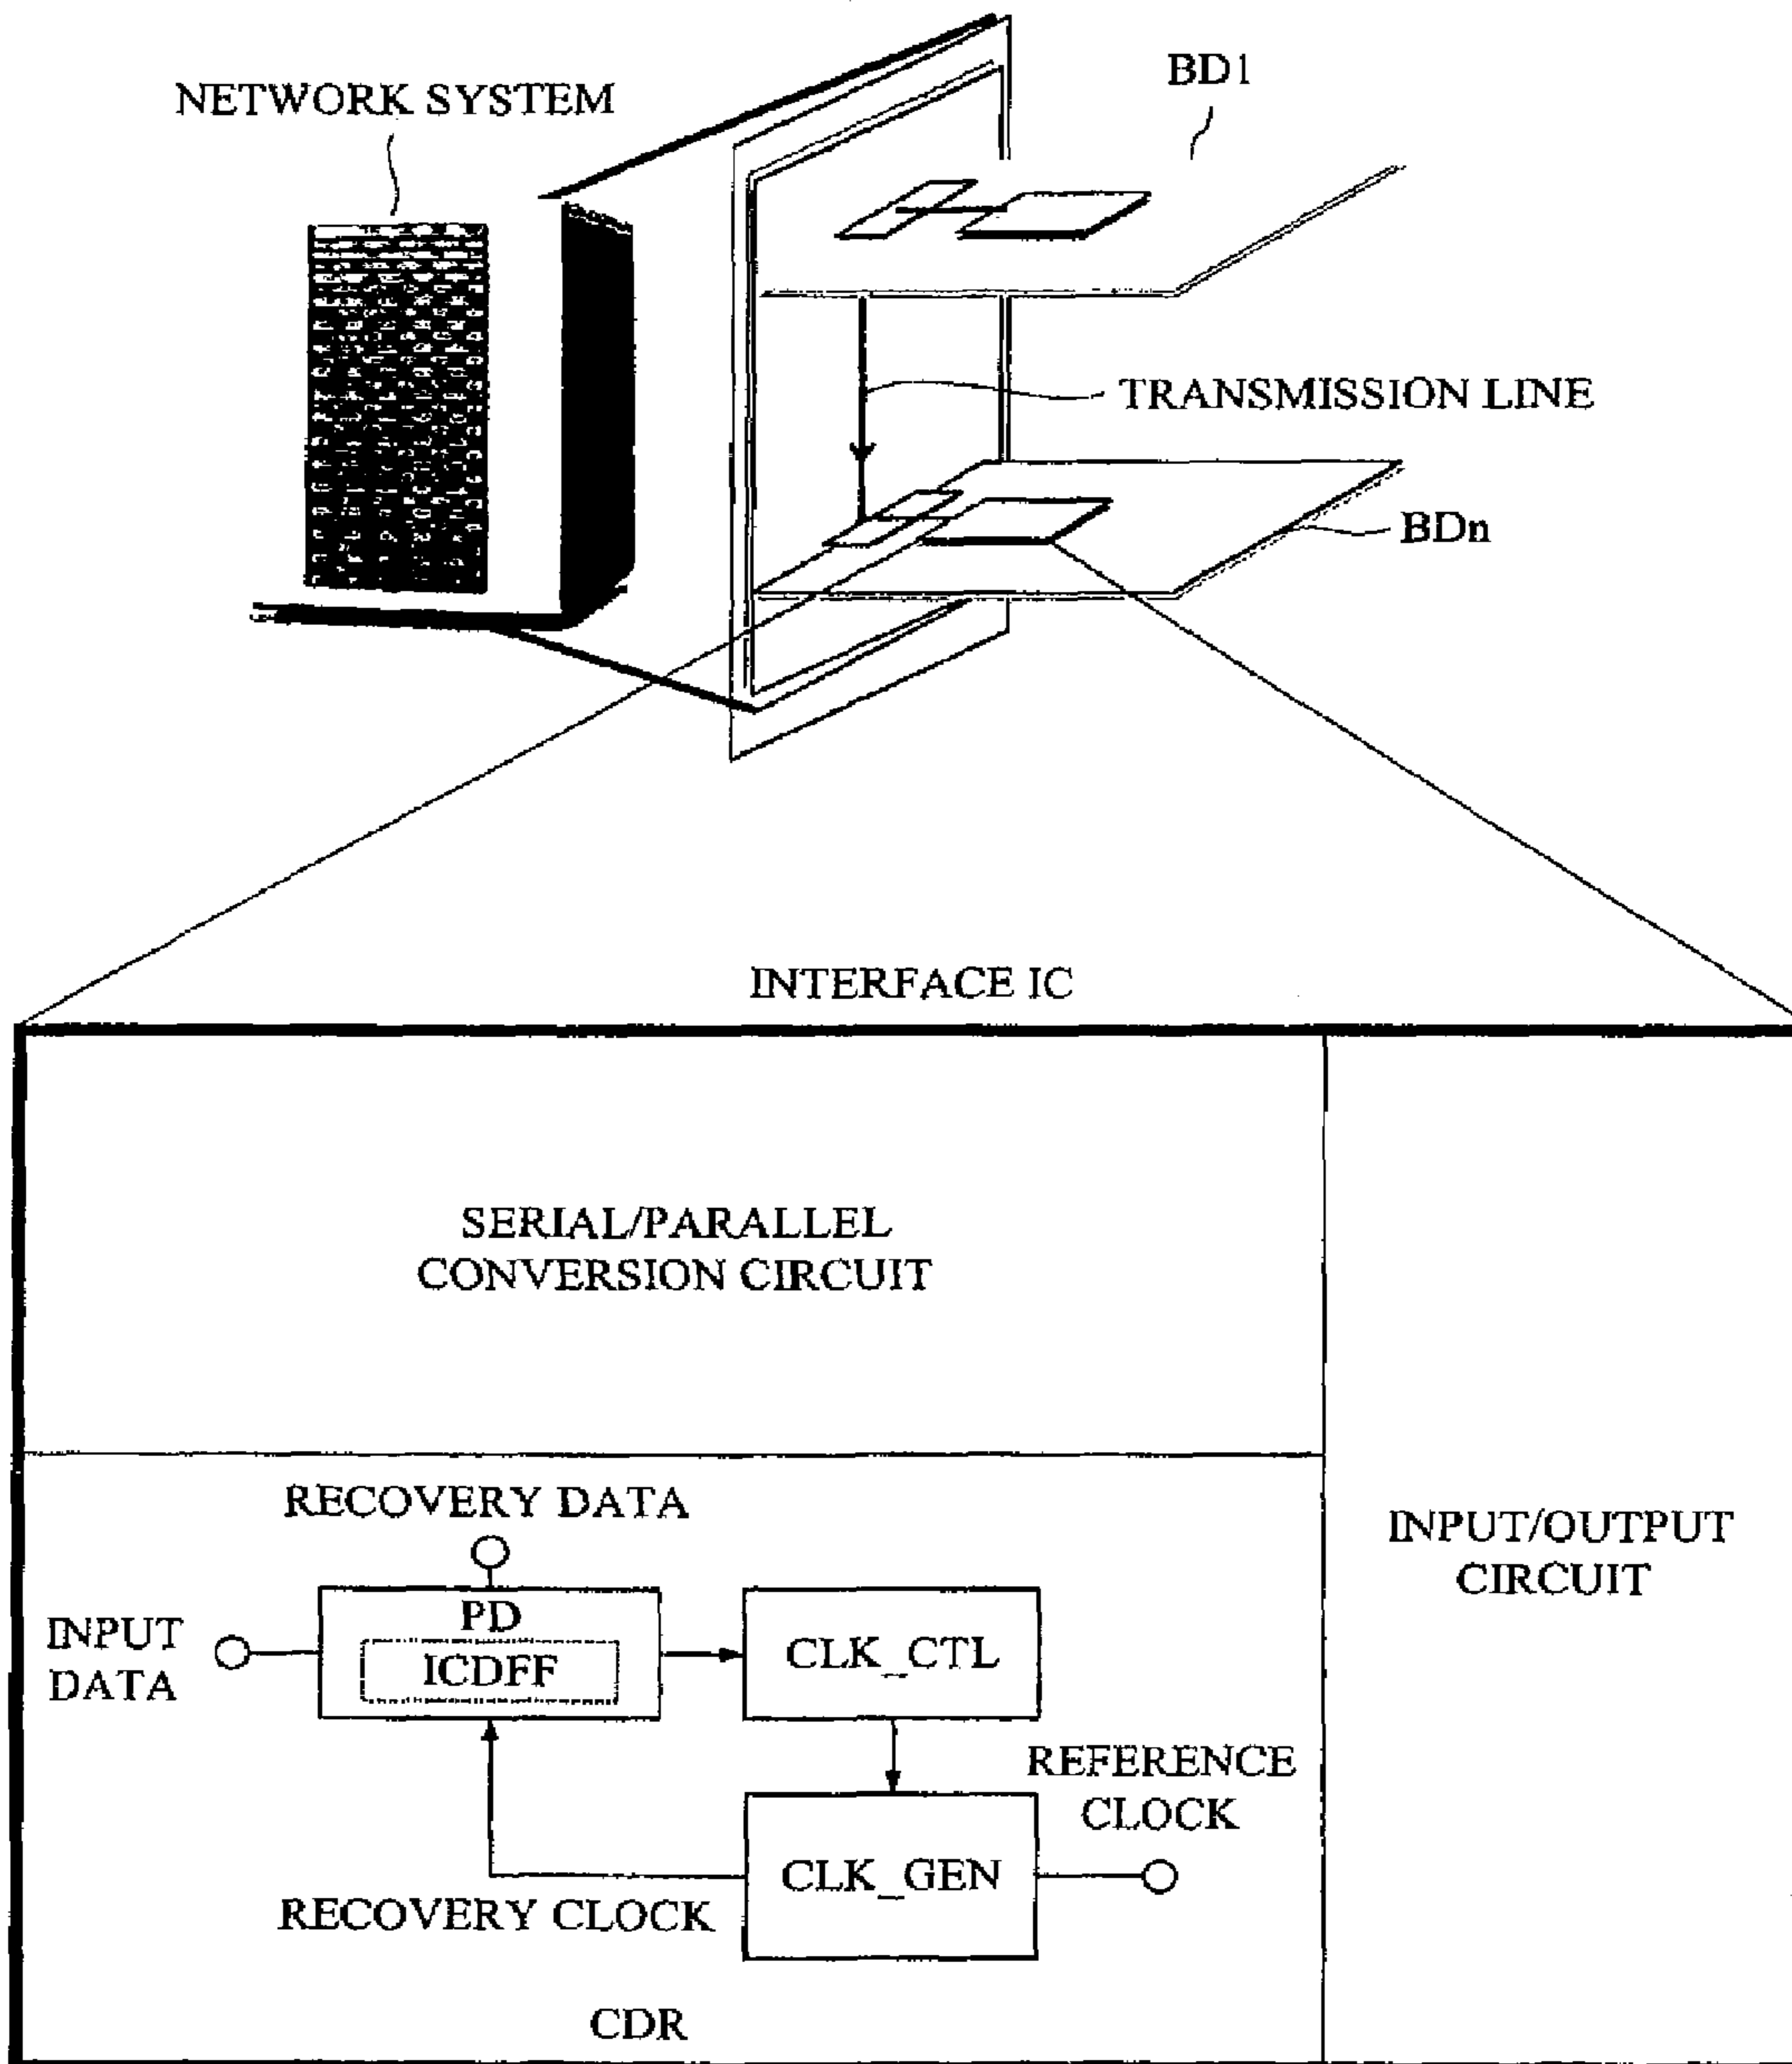 NETWORK SYSTEM
BD1
TRANSMISSION LINE
BDn
INTERFACE IC
SERIAL/PARALLEL
CONVERSION CIRCUIT
RECOVERY DATA
INPUT
DATA
PD
ICDFF
CLK_CTL
INPUT/OUTPUT
CIRCUIT
REFERENCE
CLOCK
CLK_GEN
RECOVERY CLOCK
CDR